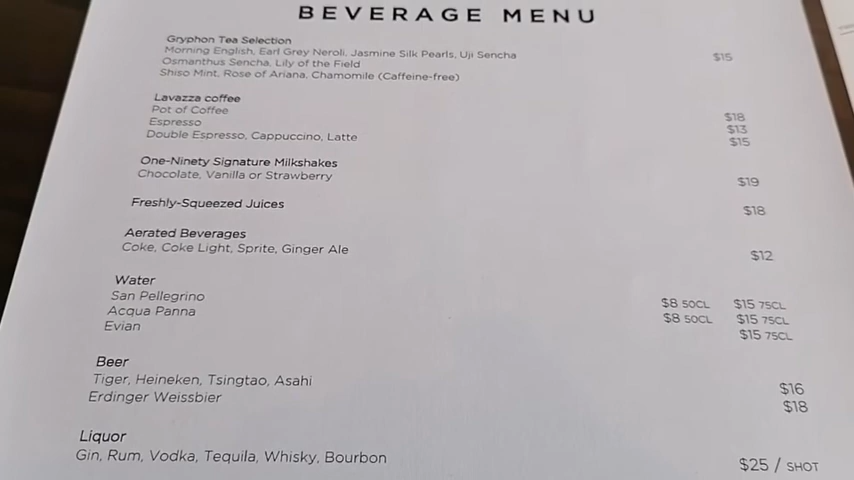 BEVERAGE MENU
Gryphon Tea Selection
Morning English, Earl Grey Neroli, Jasmine Silk Pearls, Uji Sencha $15
Osmanthus Sencha, Lily of the Field
Shiso Mint, Rose of Ariana, Chamomile (Caffeine-free)
Lavazza coffee
Pot of Coffee $18
Espresso $13
Double Espresso, Cappuccino, Latte $15
One-Ninety Signature Milkshakes
Chocolate, Vanilla or Strawberry $19
Freshly-Squeezed Juices $18
Aerated Beverages
Coke, Coke Light, Sprite, Ginger Ale $12
Water
San Pellegrino $8 50CL $15 75CL
Acqua Panna $8 50CL $15 75CL
Evian $15 75CL
Beer
Tiger, Heineken, Tsingtao, Asahi $16
Erdinger Weissbier $18
Liquor
Gin, Rum, Vodka, Tequila, Whisky, Bourbon $25 / SHOT